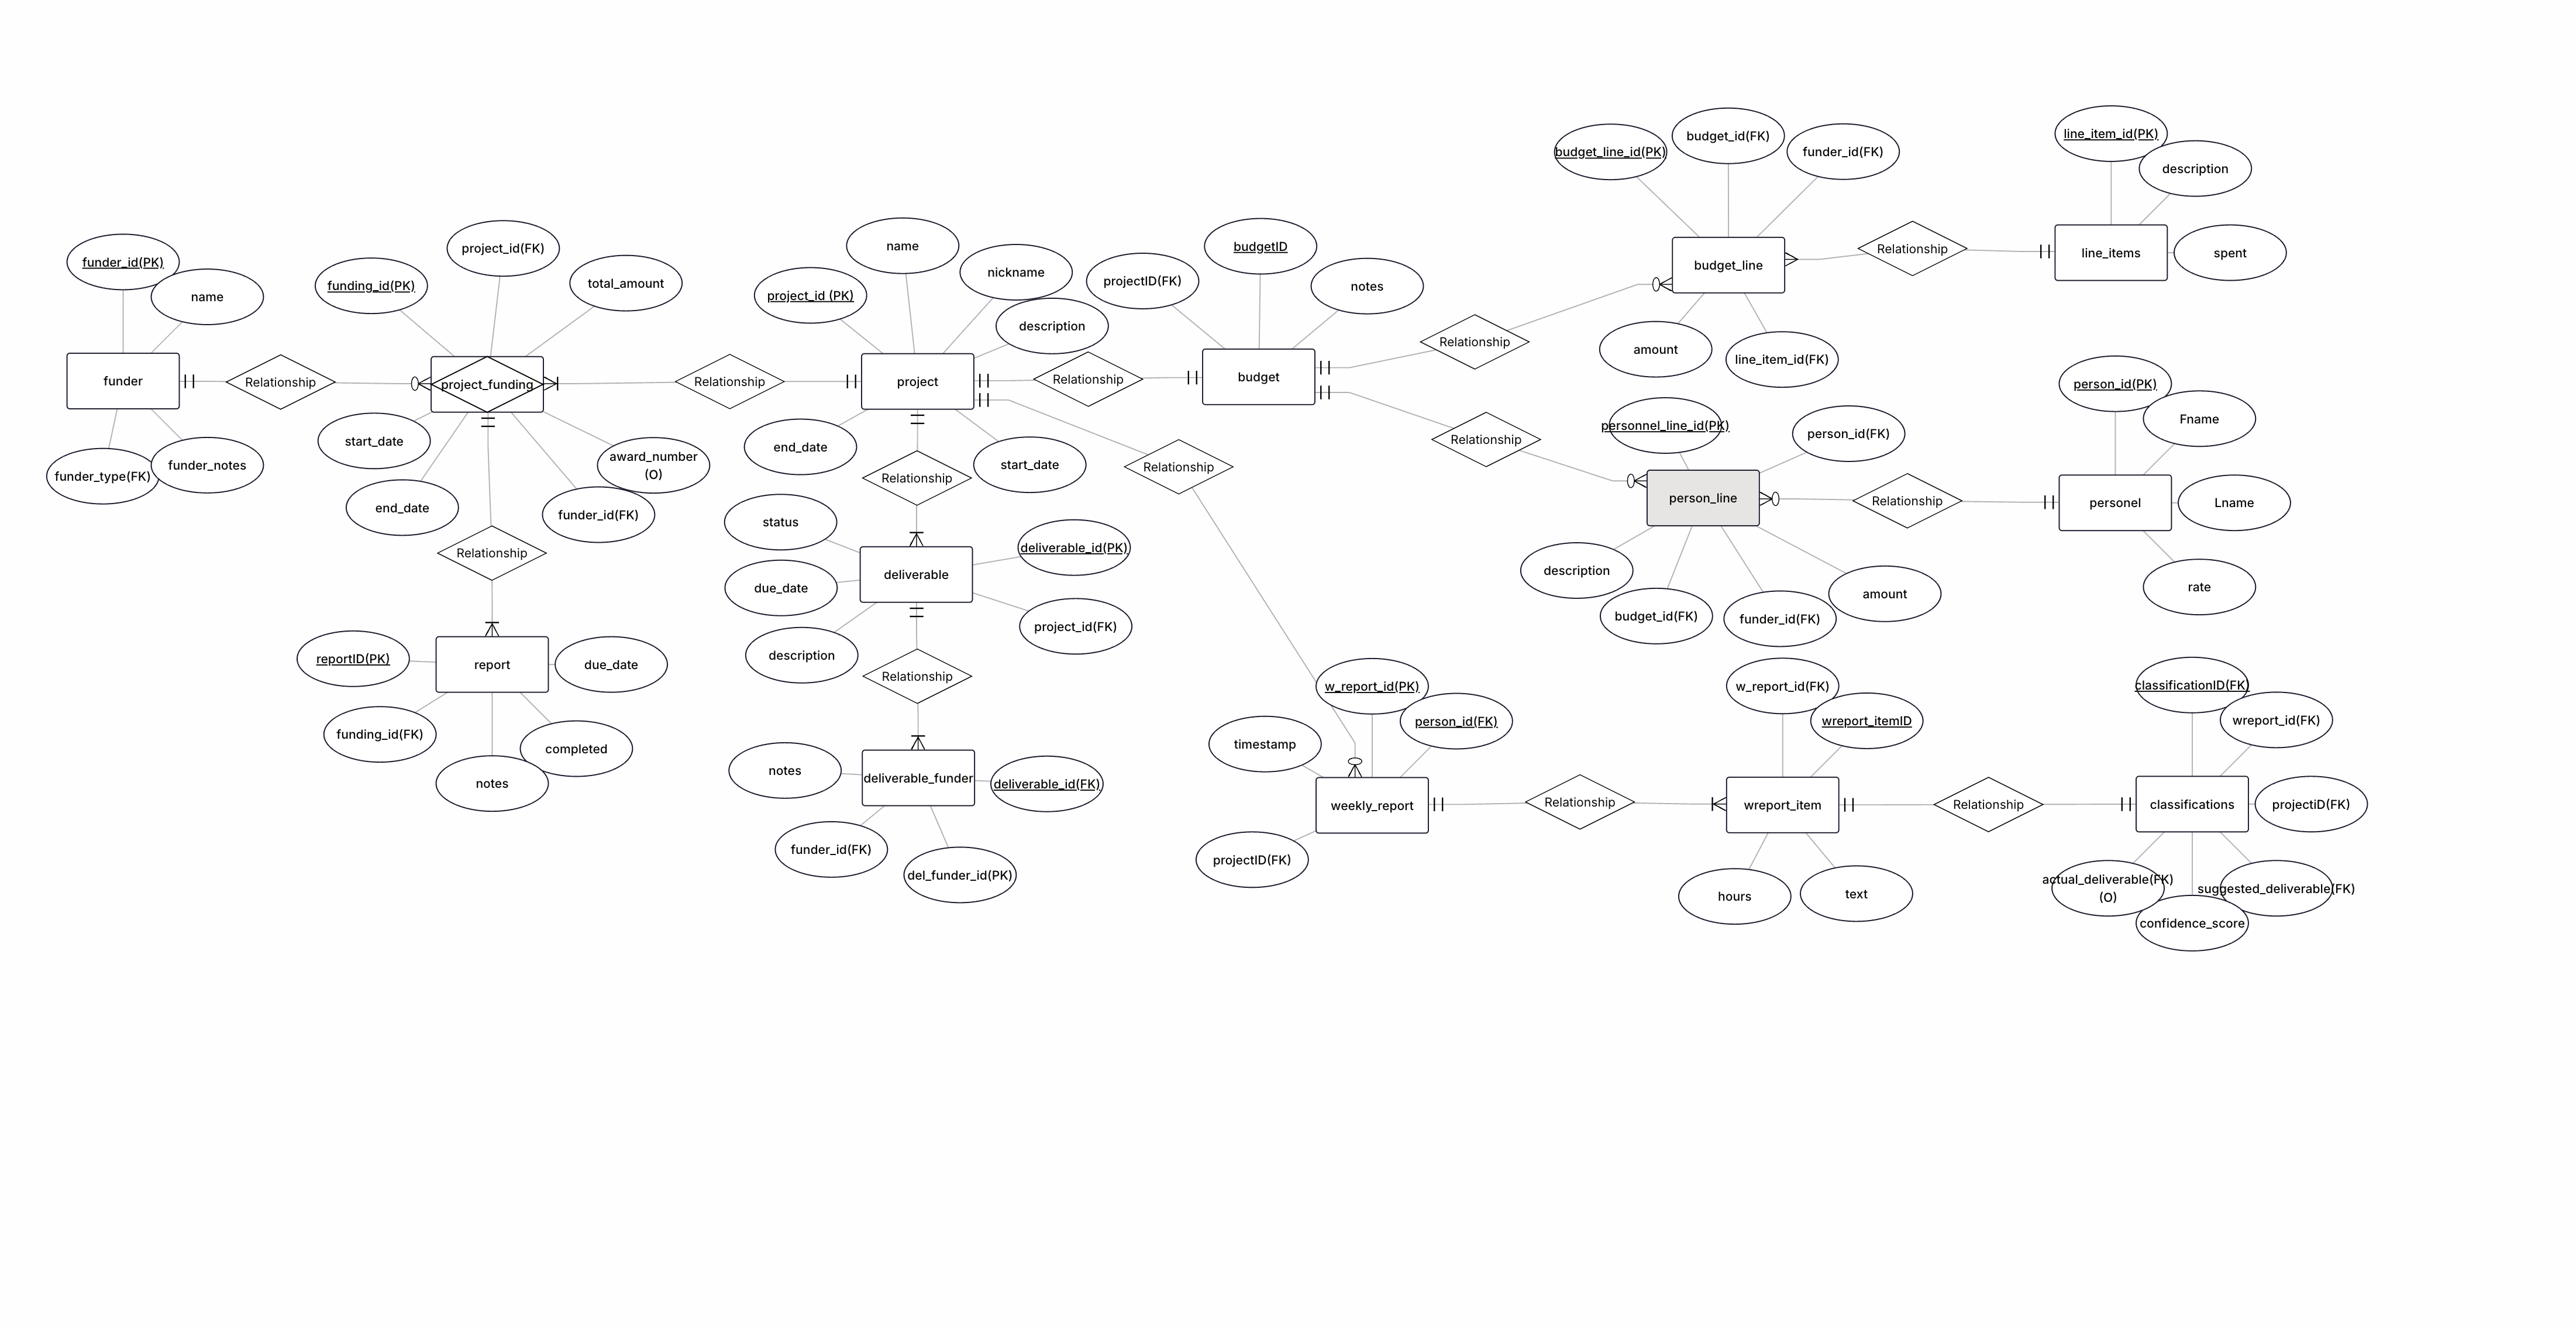 line_item_id(PK)
budget_id(FK)
budget_line_id(PK)
funder_id(FK)
description
line_items
spent
Relationship
budget_line
amount
line_item_id(FK)
funder_id(PK)
name
funder
Relationship
funder_type(FK)
funder_notes
project_id(FK)
funding_id(PK)
total_amount
project_funding
start_date
end_date
award_number
(O)
funder_id(FK)
Relationship
Relationship
name
nickname
project_id (PK)
description
project
end_date
start_date
Relationship
Relationship
budgetID
projectID(FK)
notes
budget
Relationship
Relationship
Relationship
personnel_line_id(PK)
person_id(FK)
person_line
Relationship
description
budget_id(FK)
funder_id(FK)
amount
person_id(PK)
Fname
personel
Lname
rate
status
deliverable_id(PK)
deliverable
due_date
project_id(FK)
description
Relationship
reportID(PK)
report
due_date
funding_id(FK)
completed
notes
notes
deliverable_funder
deliverable_id(FK)
funder_id(FK)
del_funder_id(PK)
w_report_id(PK)
person_id(FK)
timestamp
weekly_report
projectID(FK)
Relationship
w_report_id(FK)
wreport_itemID
wreport_item
hours
text
Relationship
classificationID(FK)
wreport_id(FK)
classifications
projectiD(FK)
actual_deliverable(FK)
(O)
suggested_deliverable(FK)
confidence_score